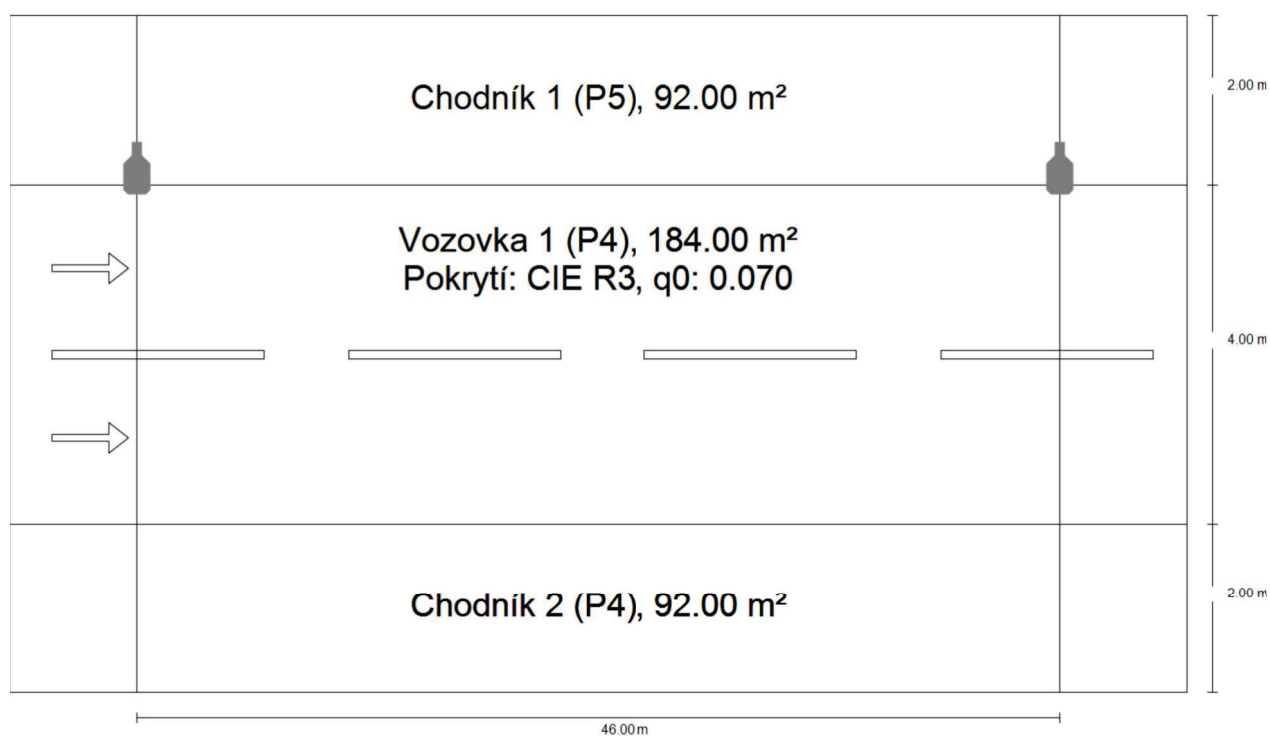 Chodník 1 (P5), 92.00 m²
2.00 m
Vozovka 1 (P4), 184.00 m²
Pokrytí: CIE R3, q0: 0.070
4.00 m
Chodník 2 (P4), 92.00 m²
2.00 m
46.00 m